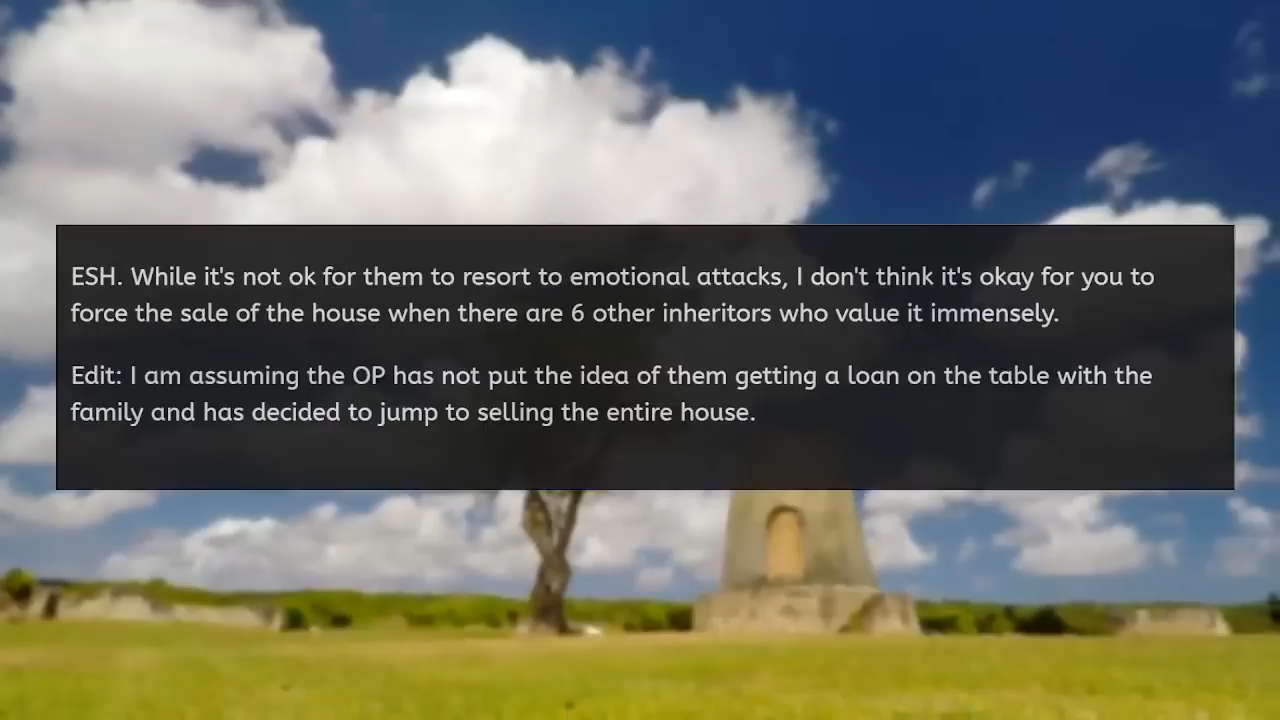 ESH. While it's not ok for them to resort to emotional attacks, I don't think it's okay for you to
force the sale of the house when there are 6 other inheritors who value it immensely.
Edit: I am assuming the OP has not put the idea of them getting a loan on the table with the
family and has decided to jump to selling the entire house.